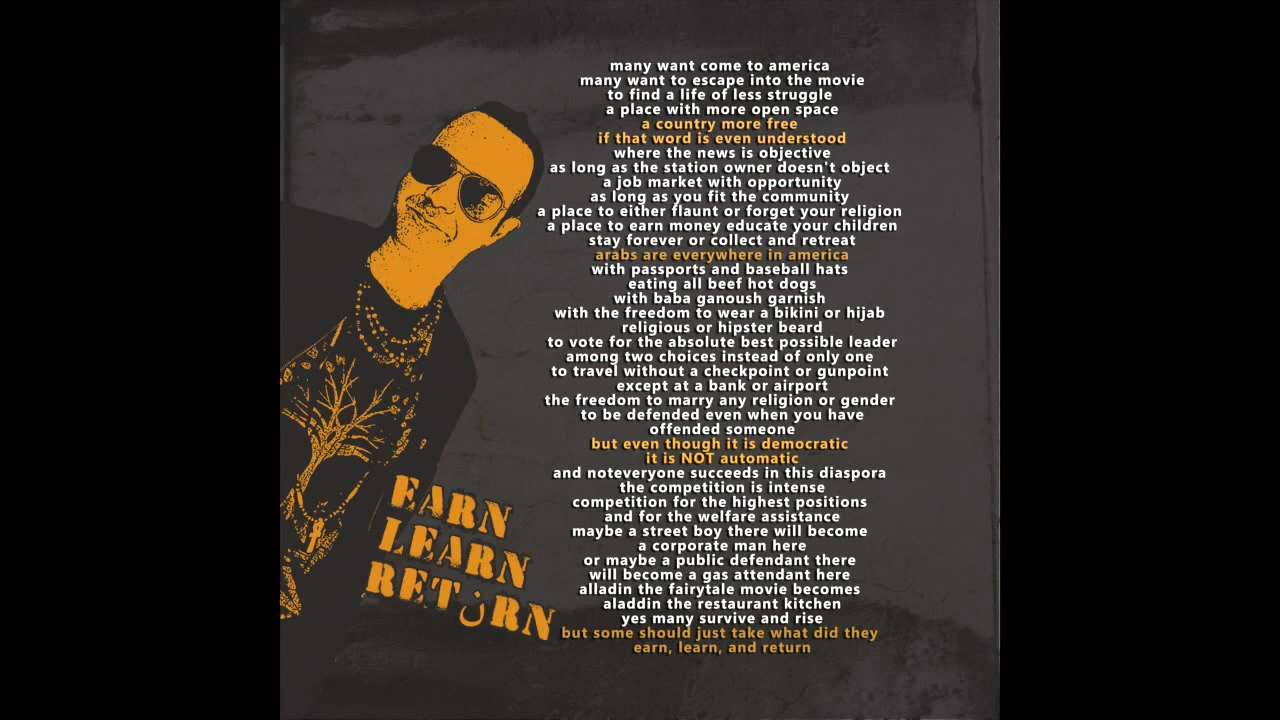 many want come to america
many want to escape into the movie
to find a life of less struggle
a place with more open space
a country more free
if that word is even understood
where the news is objective
as long as the station owner doesn't object
a job market with opportunity
as long as you fit the community
a place to either flaunt or forget your religion
a place to earn money educate your children
stay forever or collect and retreat
arabs are everywhere in america
with passports and baseball hats
eating all beef hot dogs
with baba ganoush garnish
with the freedom to wear a bikini or hijab
religious or hipster beard
to vote for the absolute best possible leader
among two choices instead of only one
to travel without a checkpoint or gunpoint
except at a bank or airport
the freedom to marry any religion or gender
to be defended even when you have
offended someone
but even though it is democratic
it is NOT automatic
and noteveryone succeeds in this diaspora
the competition is intense
competition for the highest positions
and for the welfare assistance
maybe a street boy there will become
a corporate man here
or maybe a public defendant there
will become a gas attendant here
alladin the fairytale movie becomes
aladdin the restaurant kitchen
yes many survive and rise
but some should just take what did they
earn, learn, and return
EARN
LEARN
RETنRN